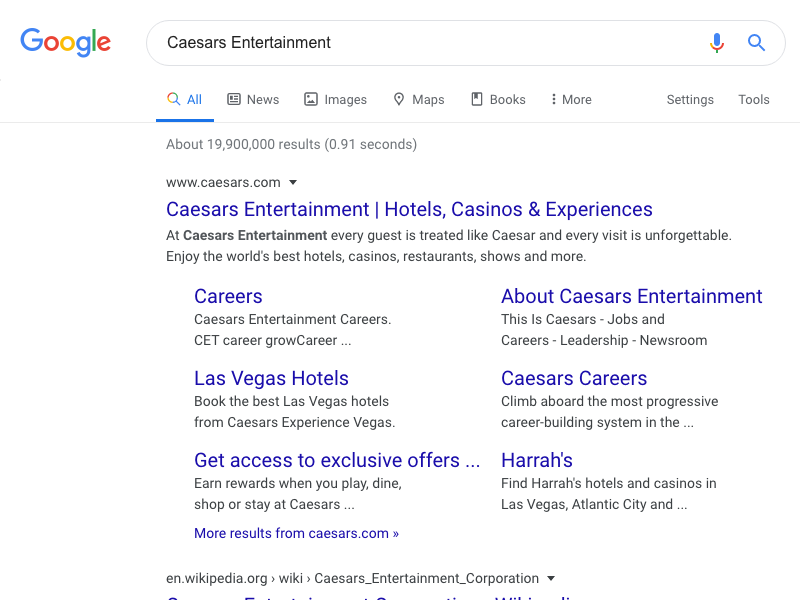 Google
Caesars Entertainment
All News Images Maps Books More Settings Tools
About 19,900,000 results (0.91 seconds)
www.caesars.com
Caesars Entertainment | Hotels, Casinos & Experiences
At Caesars Entertainment every guest is treated like Caesar and every visit is unforgettable.
Enjoy the world's best hotels, casinos, restaurants, shows and more.
Careers
Caesars Entertainment Careers.
CET career growCareer ...
About Caesars Entertainment
This Is Caesars - Jobs and
Careers - Leadership - Newsroom
Las Vegas Hotels
Book the best Las Vegas hotels
from Caesars Experience Vegas.
Caesars Careers
Climb aboard the most progressive
career-building system in the ...
Get access to exclusive offers ...
Earn rewards when you play, dine,
shop or stay at Caesars ...
Harrah's
Find Harrah's hotels and casinos in
Las Vegas, Atlantic City and ...
More results from caesars.com »
en.wikipedia.org › wiki › Caesars_Entertainment_Corporation